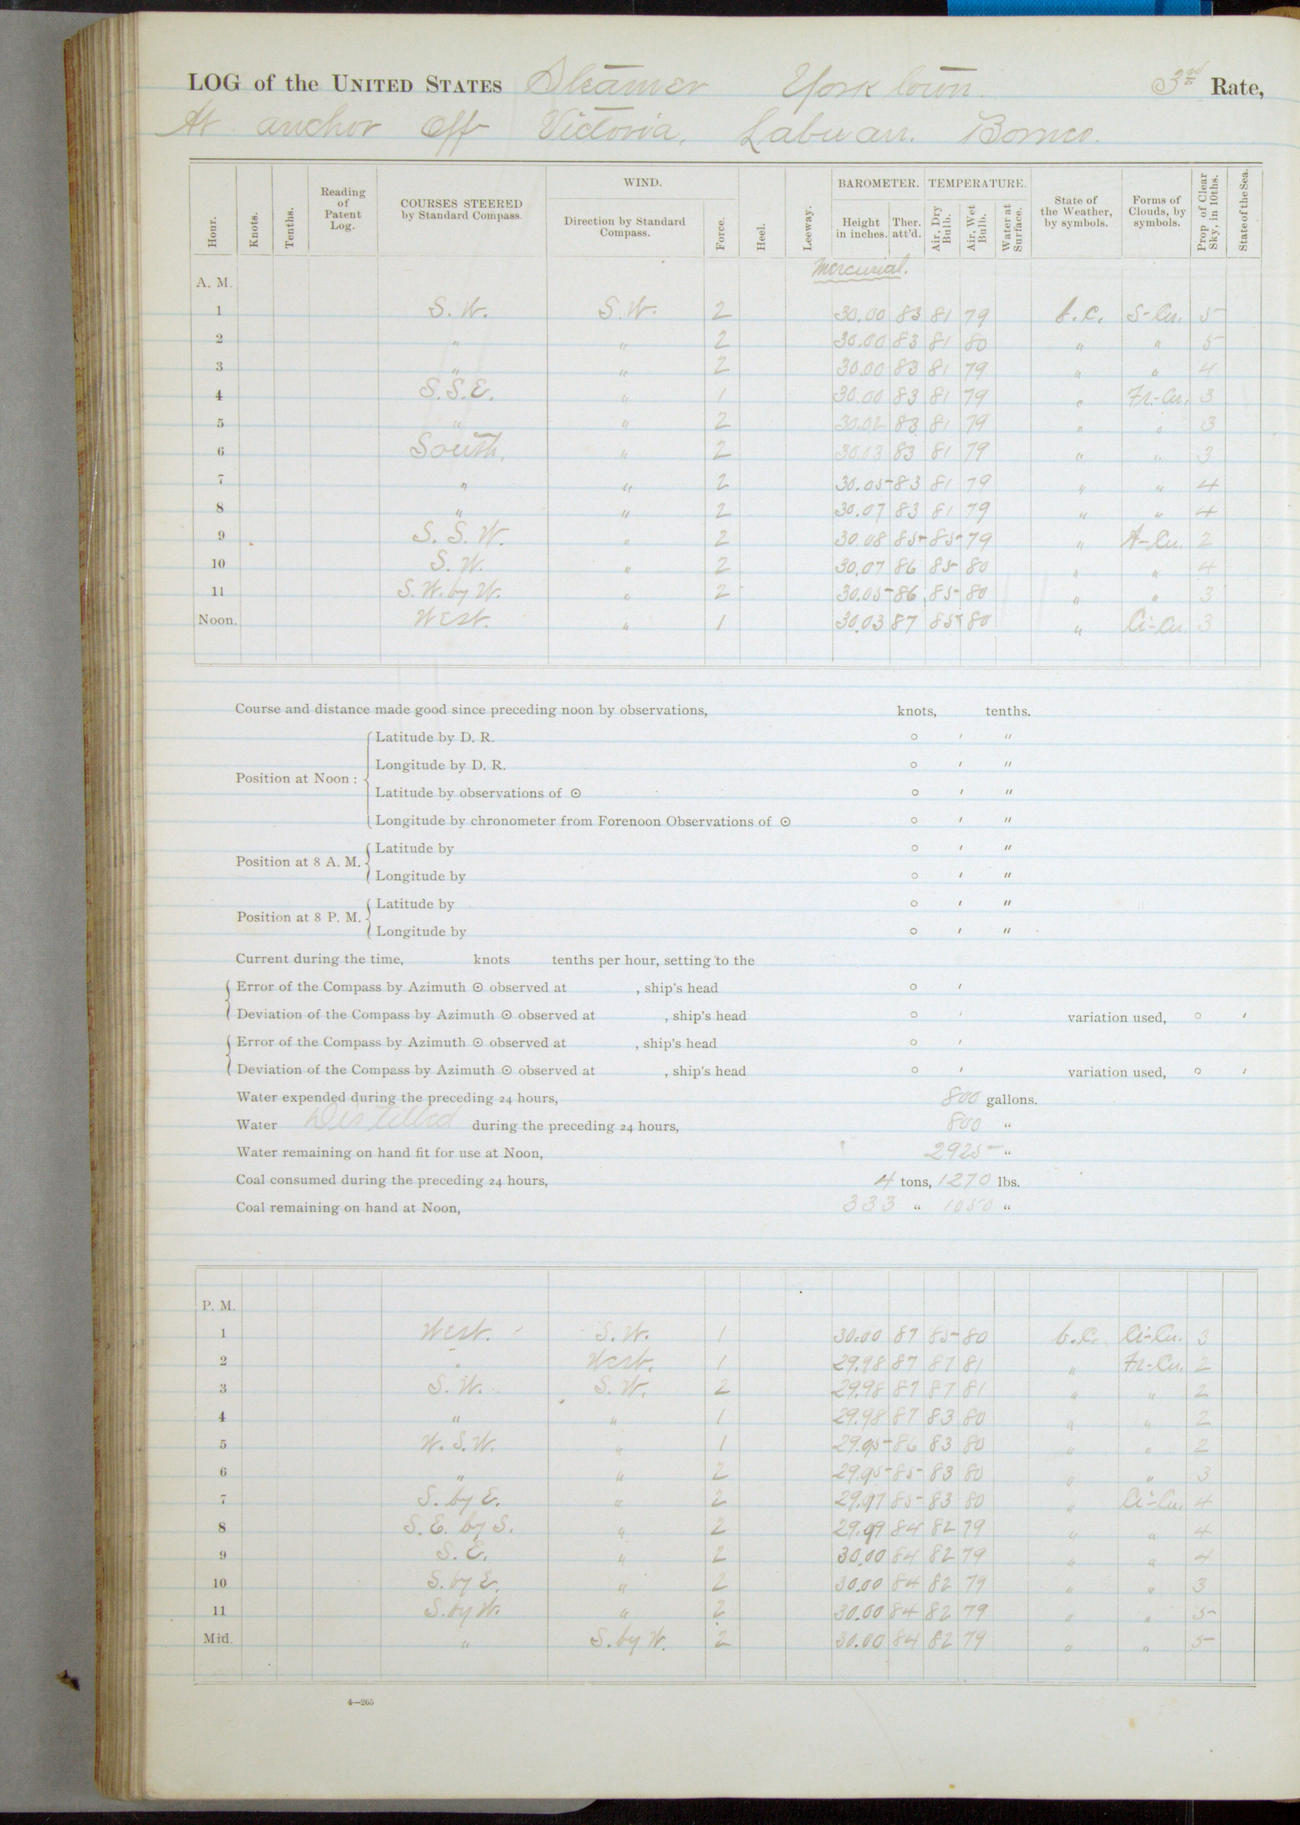 LOG of the UNITED STATES Steamer Yorktown. 3rd Rate,
At anchor off Victoria, Labuan. Borneo.
Hour. Knots. Tenths. Reading of Patent Log. COURSES STEERED by Standard Compass. WIND. Direction by Standard Compass. Force. Heel. Leeway. BAROMETER. Height in inches. Ther. att'd. TEMPERATURE. Air, Dry Bulb. Air, Wet Bulb. Water at Surface. State of the Weather, by symbols. Forms of Clouds, by symbols. Prop. of Clear Sky, in 10ths. State of the Sea.
Mercurial.
A. M.
1 S. W. S. W. 2 30.00 83 81 79 b.c. S-Cu. 5
2 " " 2 30.00 83 81 80 " " 5
3 " " 2 30.00 83 81 79 " " 4
4 S.S.E. " 1 30.00 83 81 79 " Fr.-Cu. 3
5 " " 2 30.02 83 81 79 " " 3
6 South. " 2 30.03 83 81 79 " " 3
7 " " 2 30.05 83 81 79 " " 4
8 " " 2 30.07 83 81 79 " " 4
9 S. S. W. " 2 30.08 85 85 79 " A-Cu. 2
10 S. W. " 2 30.07 86 85 80 " " 4
11 S. W. by W. " 2 30.05 86 85 80 " " 3
Noon. West. " 1 30.03 87 85 80 " Ci-Cu. 3
Course and distance made good since preceding noon by observations, knots, tenths.
Position at Noon: Latitude by D. R. ° ′ ″
Longitude by D. R. ° ′ ″
Latitude by observations of ⊙ ° ′ ″
Longitude by chronometer from Forenoon Observations of ⊙ ° ′ ″
Position at 8 A. M. Latitude by ° ′ ″
Longitude by ° ′ ″
Position at 8 P. M. Latitude by ° ′ ″
Longitude by ° ′ ″
Current during the time, knots tenths per hour, setting to the
Error of the Compass by Azimuth ⊙ observed at , ship's head ° ′
Deviation of the Compass by Azimuth ⊙ observed at , ship's head ° ′ variation used, ° ′
Error of the Compass by Azimuth ⊙ observed at , ship's head ° ′
Deviation of the Compass by Azimuth ⊙ observed at , ship's head ° ′ variation used, ° ′
Water expended during the preceding 24 hours, 800 gallons.
Water Distilled during the preceding 24 hours, 800 "
Water remaining on hand fit for use at Noon, 2925 "
Coal consumed during the preceding 24 hours, 4 tons, 1270 lbs.
Coal remaining on hand at Noon, 333 " 1050 "
P. M.
1 West. S. W. 1 30.00 87 85 80 b.c. Ci-Cu. 3
2 " West. 1 29.98 87 87 81 " Fr-Cu. 2
3 S. W. S. W. 2 29.98 87 87 81 " " 2
4 " " 1 29.98 87 83 80 " " 2
5 W. S. W. " 1 29.95 86 83 80 " " 2
6 " " 2 29.95 85 83 80 " " 3
7 S. by E. " 2 29.97 85 83 80 " Ci-Cu. 4
8 S. E. by S. " 2 29.99 84 82 79 " " 4
9 S. E. " 2 30.00 84 82 79 " " 4
10 S. by E. " 2 30.00 84 82 79 " " 3
11 S. by W. " 2 30.00 84 82 79 " " 5
Mid. " S. by W. 2 30.00 84 82 79 " " 5
4—265